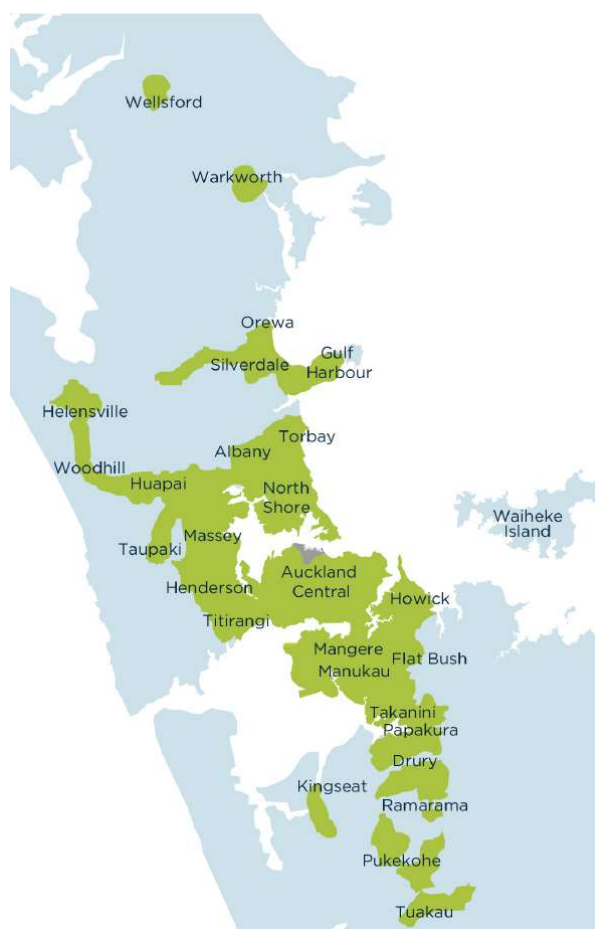 Wellsford
Warkworth
Orewa
Silverdale
Gulf
Harbour
Helensville
Torbay
Albany
Woodhill
Huapai
North
Shore
Waiheke
Island
Massey
Taupaki
Auckland
Central
Henderson
Howick
Titirangi
Mangere
Manukau
Flat Bush
Takanini
Papakura
Drury
Kingseat
Ramarama
Pukekohe
Tuakau